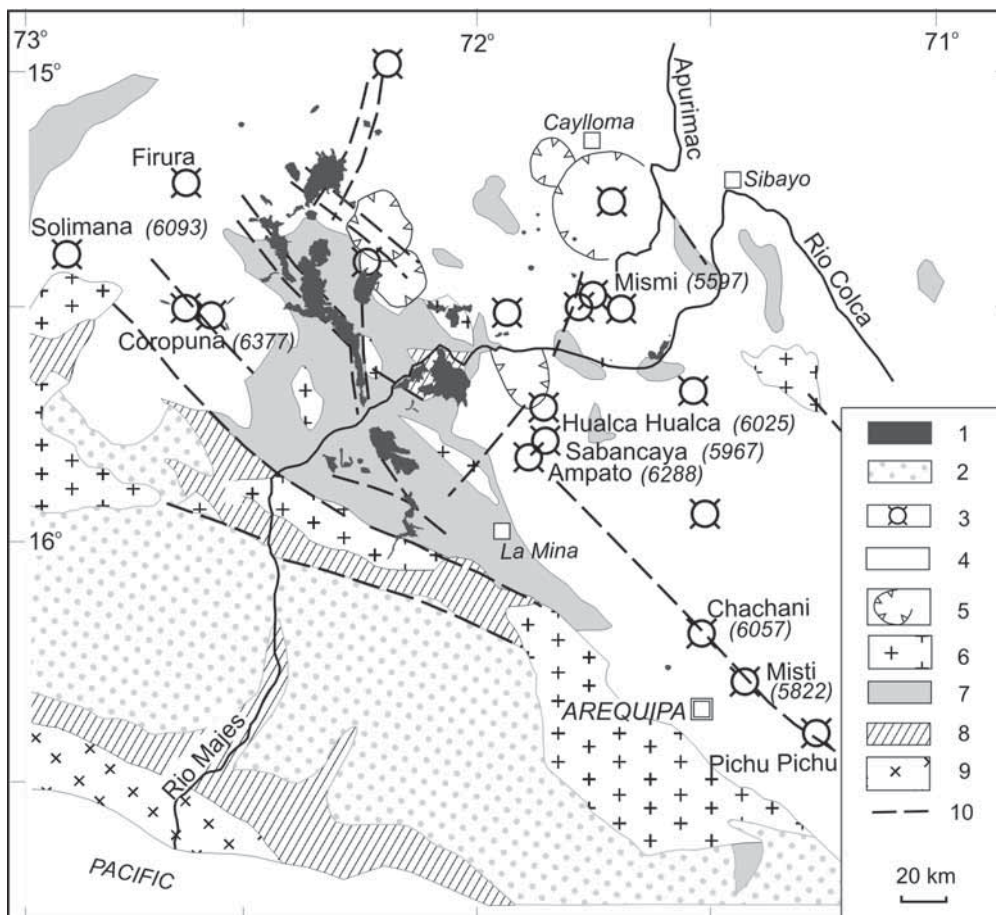 73°
72°
71°
15°
Apurimac
Caylloma
Firura
Sibayo
Solimana (6093)
Rio Colca
Mismi (5597)
Coropuna (6377)
Hualca Hualca (6025)
Sabancaya (5967)
Ampato (6288)
16°
La Mina
Chachani
(6057)
Misti
(5822)
AREQUIPA
Pichu Pichu
Rio Majes
PACIFIC
1
2
3
4
5
6
7
8
9
10
20 km